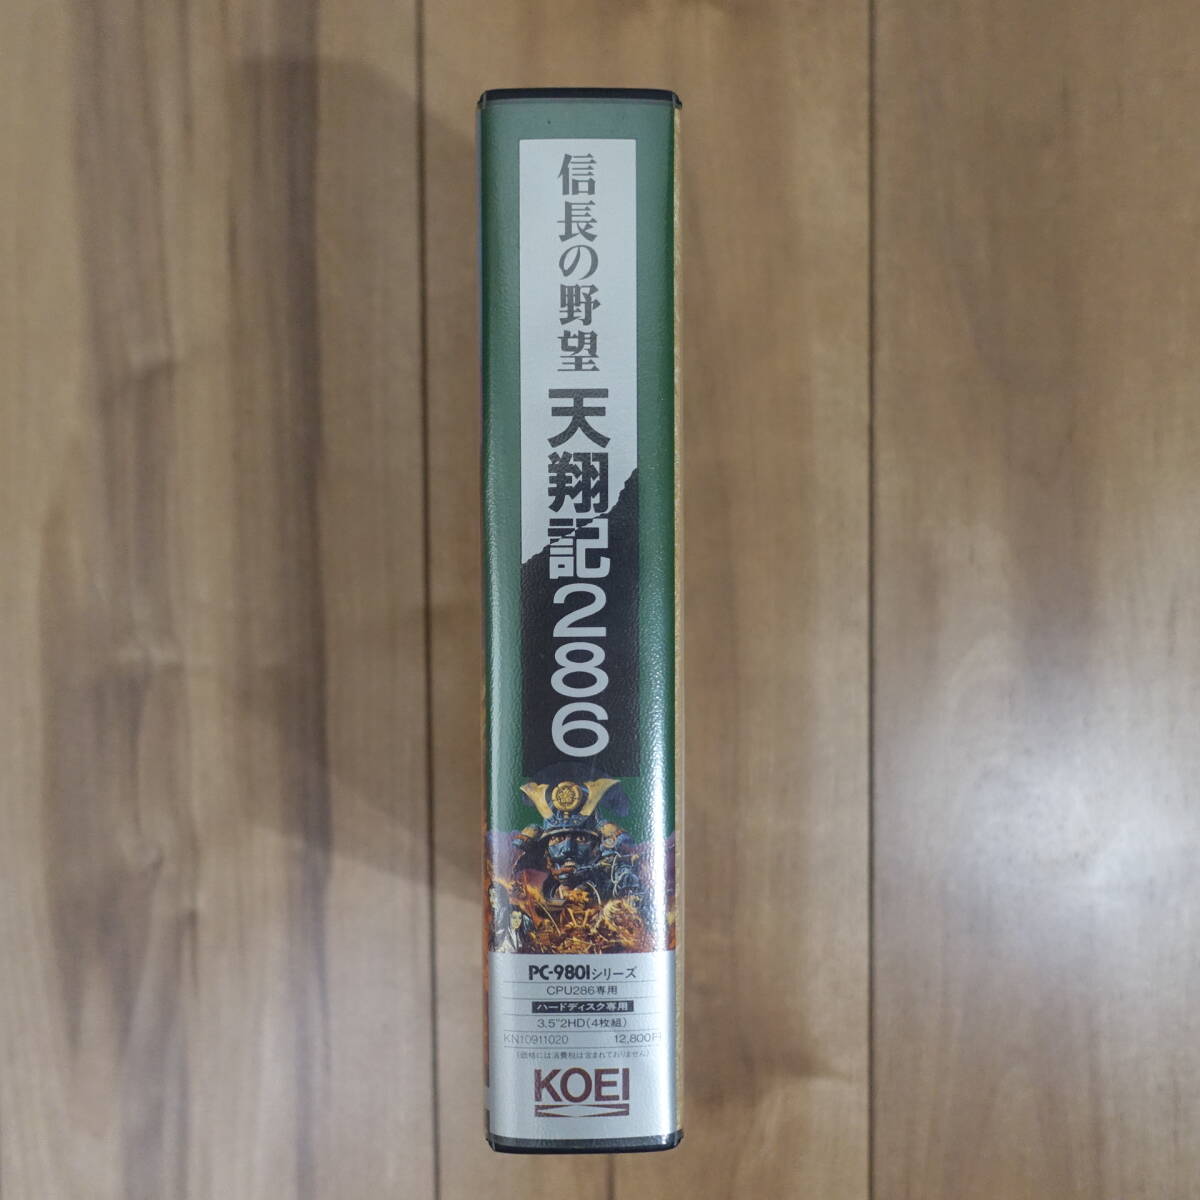 信長の野望
天翔記286
PC-9801シリーズ
CPU286専用
ハードディスク専用
3.5"2HD(4枚組)
KN10911020 12,800円
(価格には消費税は含まれておりません)
KOEI